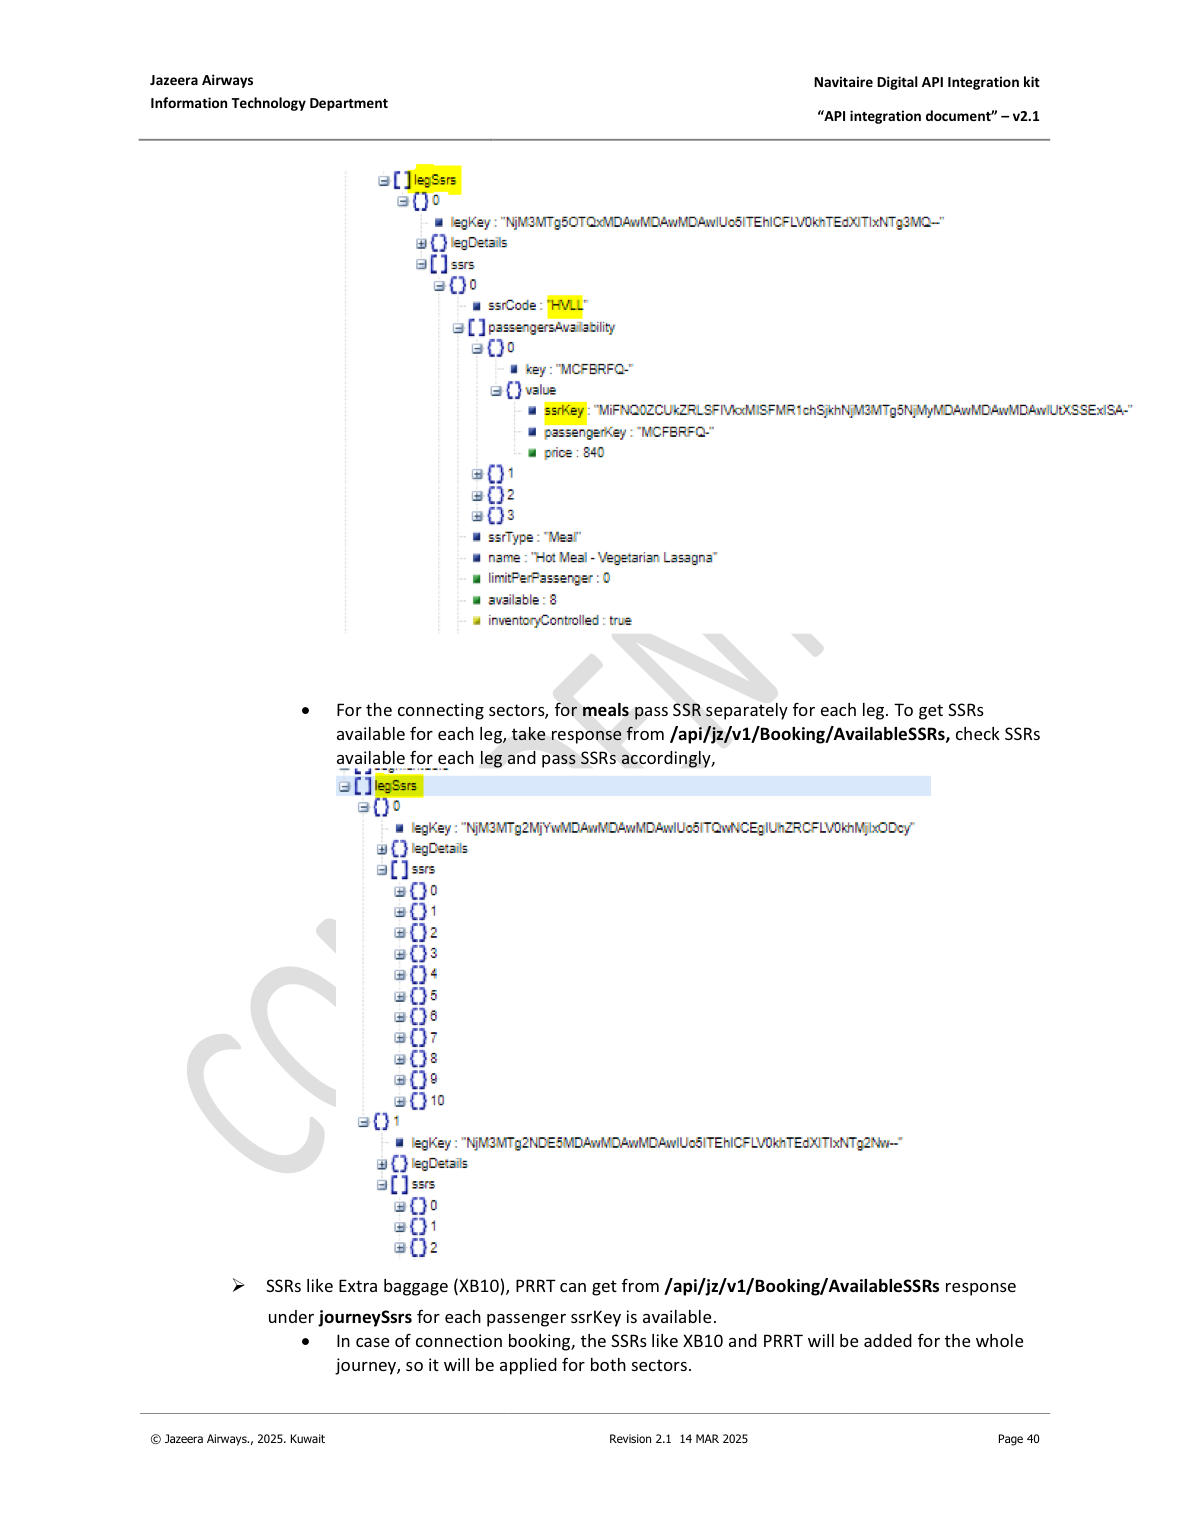 Jazeera Airways
Information Technology Department
Navitaire Digital API Integration kit
“API integration document” – v2.1
legSsrs
0
legKey : "NjM3MTg5OTQxMDAwMDAwMDAwIUo5ITEhICFLV0khTEdXITIxNTg3MQ--"
legDetails
ssrs
0
ssrCode : "HVLL"
passengersAvailability
0
key : "MCFBRFQ-"
value
ssrKey : "MiFNQ0ZCUkZRLSFIVkxMISFMR1chSjkhNjM3MTg5NjMyMDAwMDAwMDAwIUtXSSExISA-"
passengerKey : "MCFBRFQ-"
price : 840
1
2
3
ssrType : "Meal"
name : "Hot Meal - Vegetarian Lasagna"
limitPerPassenger : 0
available : 8
inventoryControlled : true
• For the connecting sectors, for meals pass SSR separately for each leg. To get SSRs
available for each leg, take response from /api/jz/v1/Booking/AvailableSSRs, check SSRs
available for each leg and pass SSRs accordingly,
legSsrs
0
legKey : "NjM3MTg2MjYwMDAwMDAwMDAwIUo5ITQwNCEgIUhZRCFLV0khMjIxODcy"
legDetails
ssrs
0
1
2
3
4
5
6
7
8
9
10
1
legKey : "NjM3MTg2NDE5MDAwMDAwMDAwIUo5ITEhICFLV0khTEdXITIxNTg2Nw--"
legDetails
ssrs
0
1
2
➢ SSRs like Extra baggage (XB10), PRRT can get from /api/jz/v1/Booking/AvailableSSRs response
under journeySsrs for each passenger ssrKey is available.
• In case of connection booking, the SSRs like XB10 and PRRT will be added for the whole
journey, so it will be applied for both sectors.
© Jazeera Airways., 2025. Kuwait
Revision 2.1 14 MAR 2025
Page 40